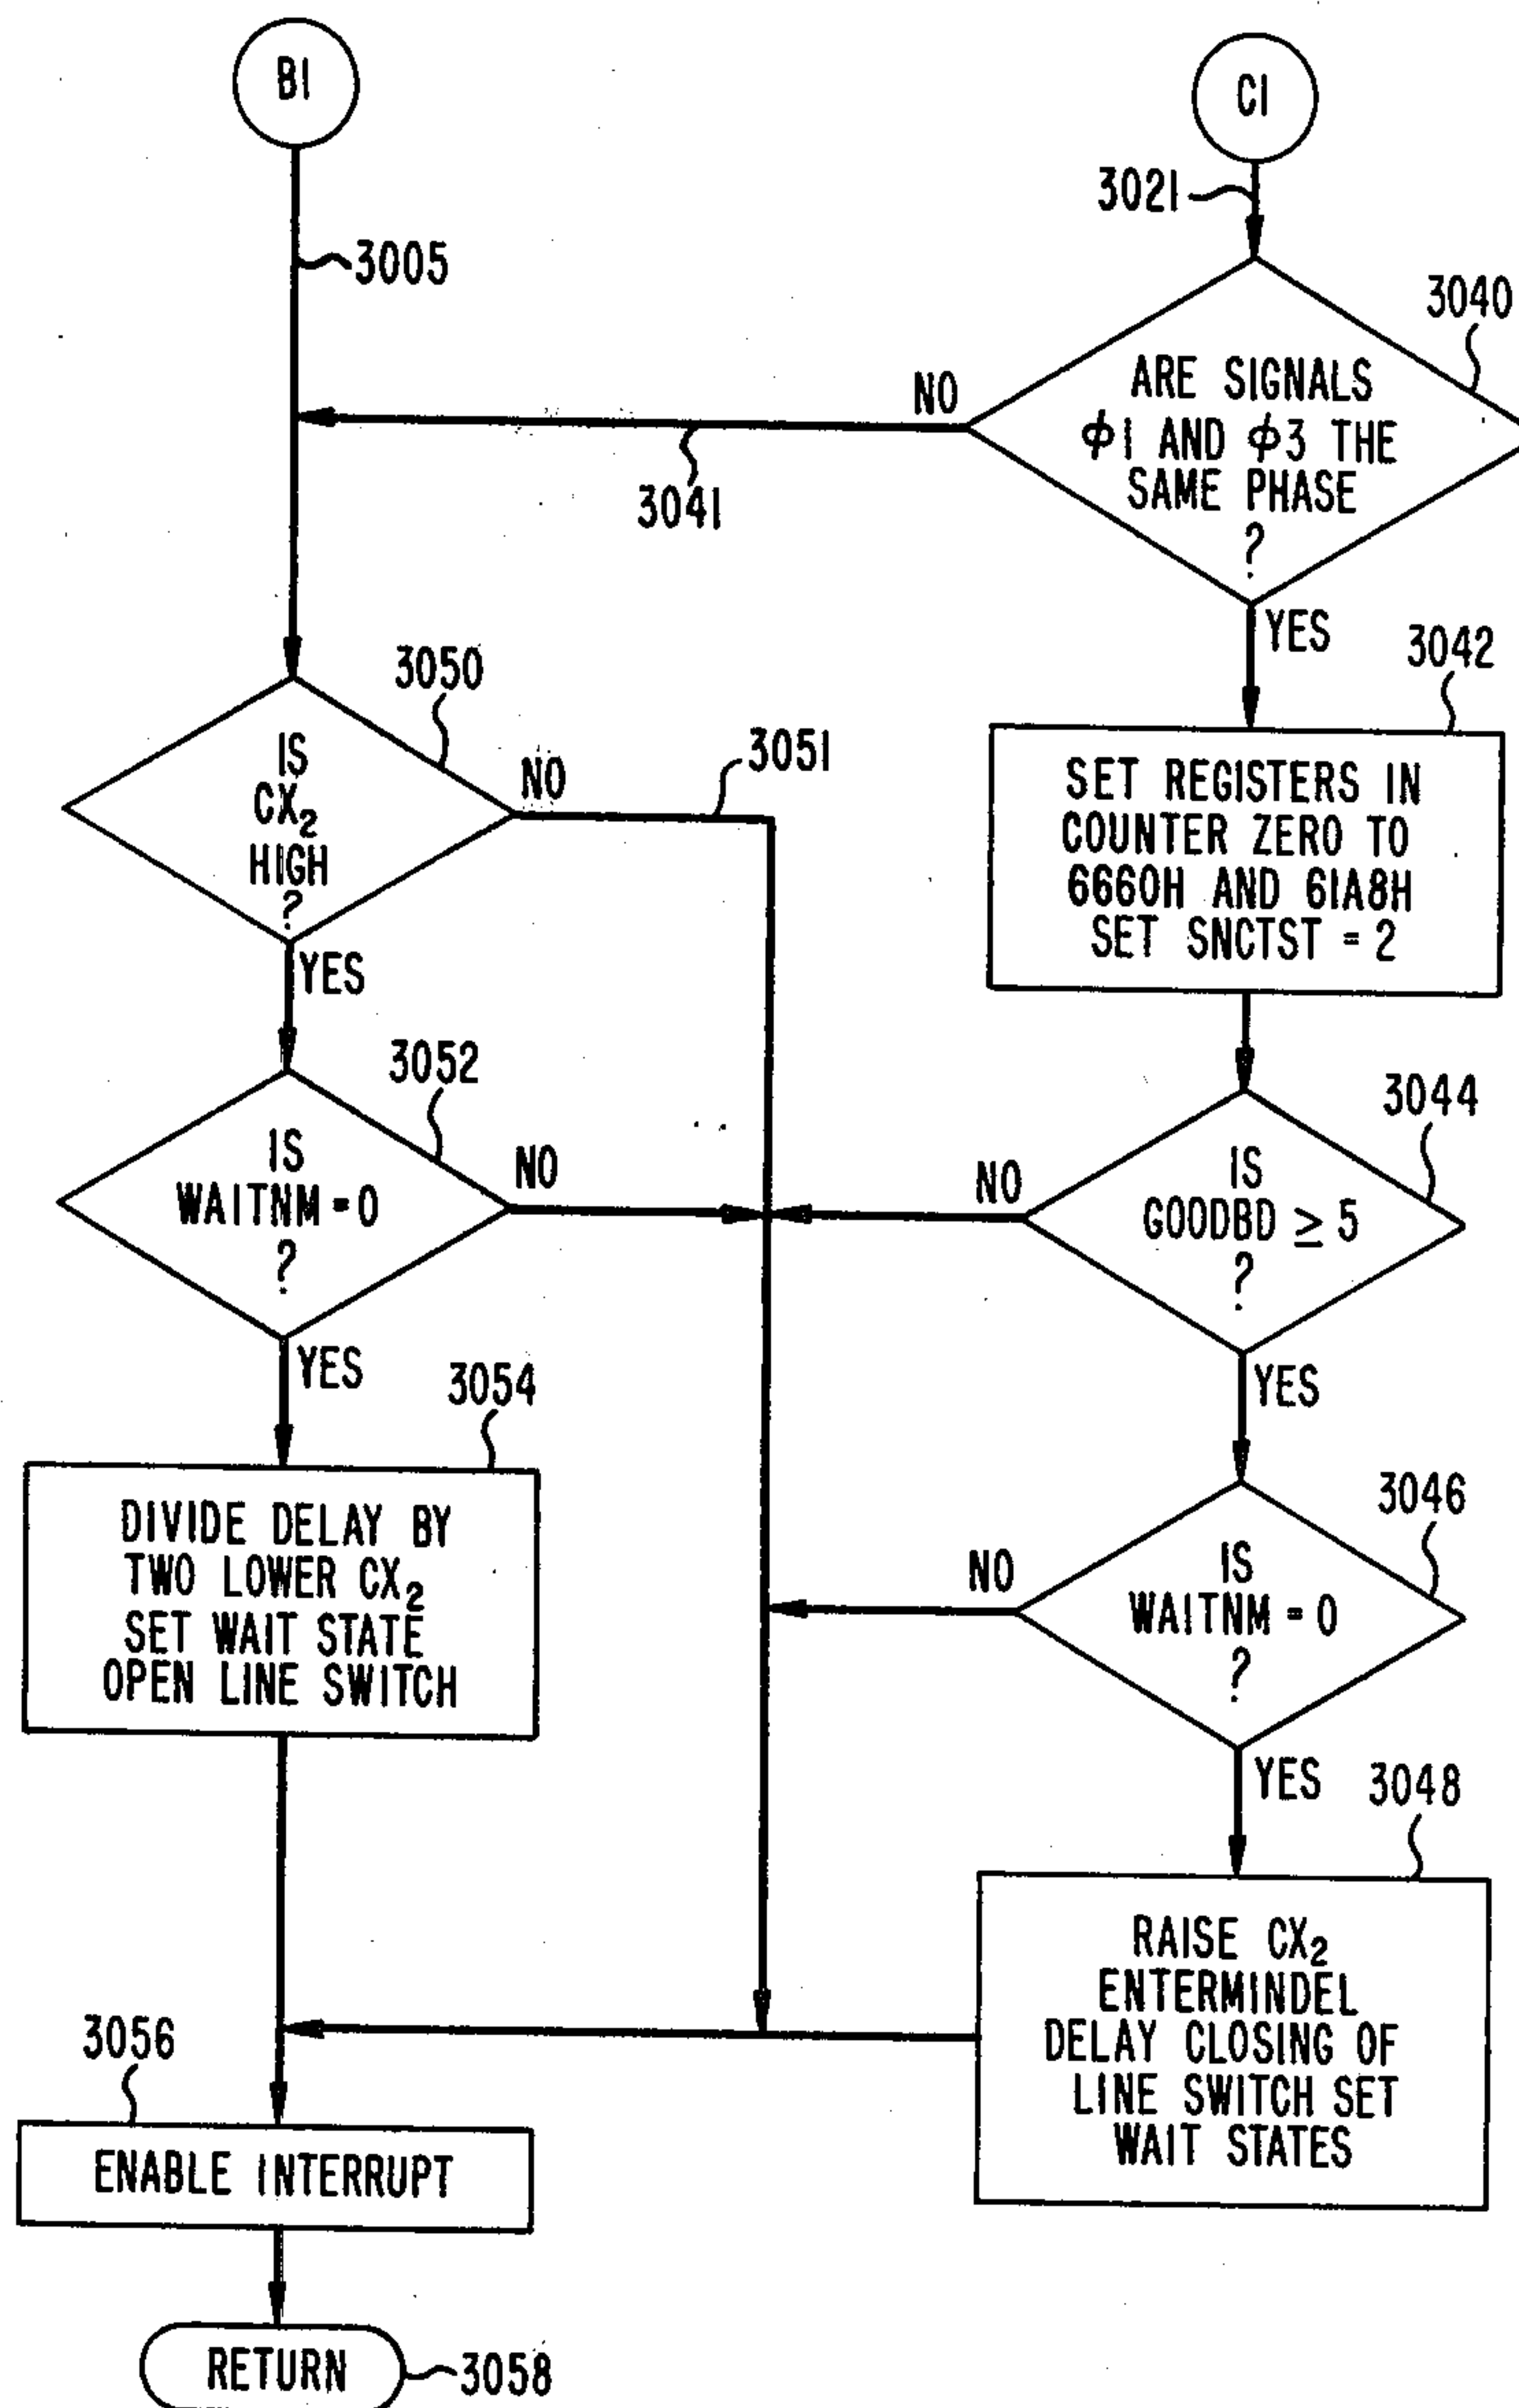 B1
C1
3021
3005
3040
ARE SIGNALS
ϕ1 AND ϕ3 THE
SAME PHASE
?
NO
3041
YES
3042
SET REGISTERS IN
COUNTER ZERO TO
6660H AND 61A8H
SET SNCTST = 2
3050
IS
CX₂
HIGH
?
NO
3051
YES
3052
IS
WAITNM = 0
?
NO
YES
3044
IS
GOODBD ≥ 5
?
NO
YES
3054
DIVIDE DELAY BY
TWO LOWER CX₂
SET WAIT STATE
OPEN LINE SWITCH
3046
IS
WAITNM = 0
?
NO
YES
3048
RAISE CX₂
ENTERMINDEL
DELAY CLOSING OF
LINE SWITCH SET
WAIT STATES
3056
ENABLE INTERRUPT
RETURN
3058